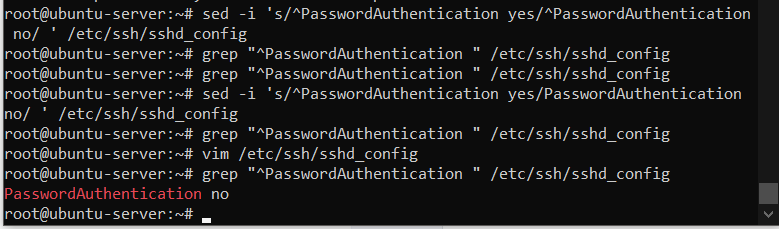 root@ubuntu-server:~# sed -i 's/^PasswordAuthentication yes/^PasswordAuthentication
no/ ' /etc/ssh/sshd_config
root@ubuntu-server:~# grep "^PasswordAuthentication " /etc/ssh/sshd_config
root@ubuntu-server:~# grep "^PasswordAuthentication " /etc/ssh/sshd_config
root@ubuntu-server:~# sed -i 's/^PasswordAuthentication yes/PasswordAuthentication
no/ ' /etc/ssh/sshd_config
root@ubuntu-server:~# grep "^PasswordAuthentication " /etc/ssh/sshd_config
root@ubuntu-server:~# vim /etc/ssh/sshd_config
root@ubuntu-server:~# grep "^PasswordAuthentication " /etc/ssh/sshd_config
PasswordAuthentication no
root@ubuntu-server:~#